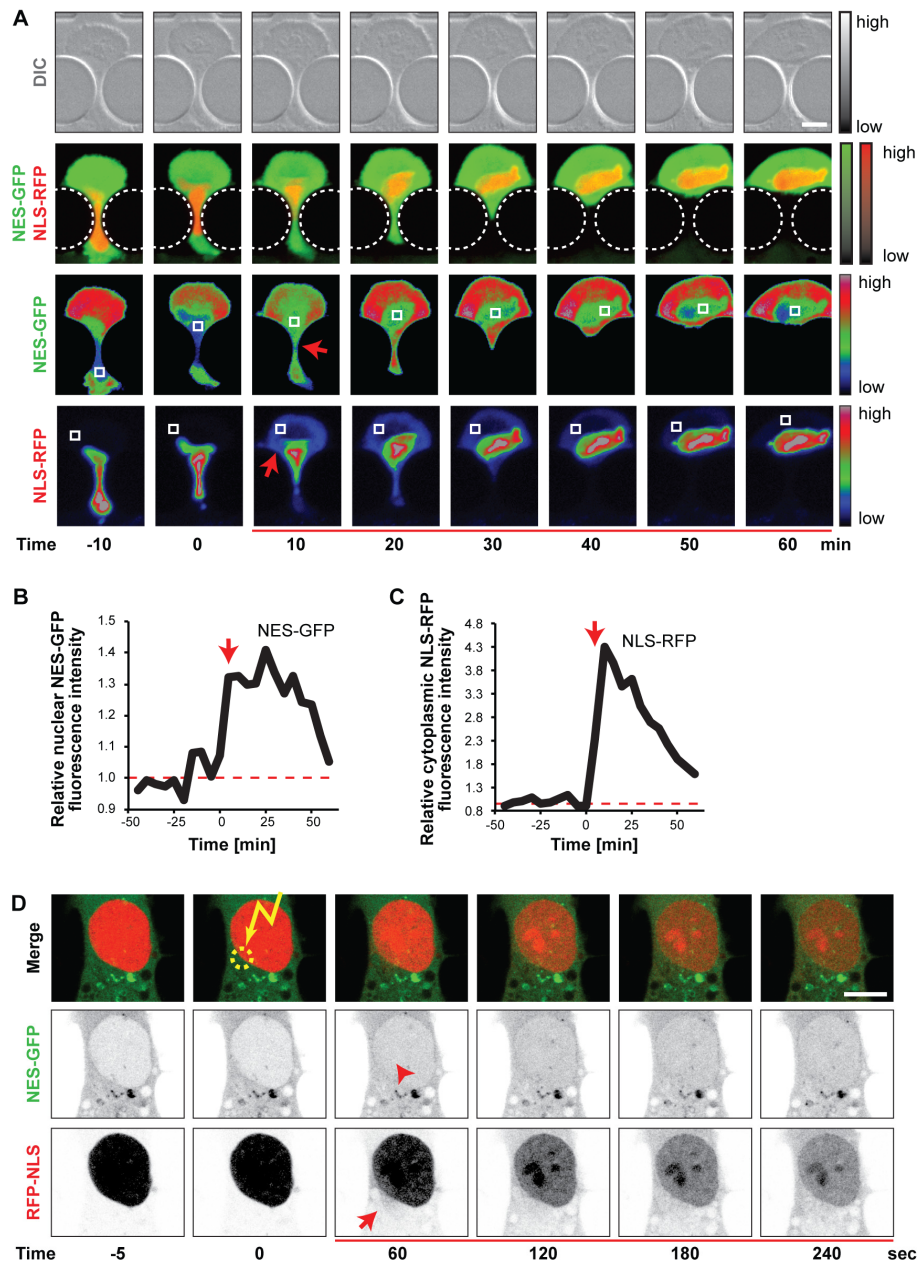 A
DIC
high
low
NES-GFP
NLS-RFP
high
low
NES-GFP
high
low
NLS-RFP
high
low
Time -10 0 10 20 30 40 50 60 min
B
Relative nuclear NES-GFP
fluorescence intensity
1.5
1.4
1.3
1.2
1.1
1.0
0.9
NES-GFP
-50 -25 0 25 50
Time [min]
C
Relative cytoplasmic NLS-RFP
fluorescence intensity
4.8
4.3
3.8
3.3
2.8
2.3
1.8
1.3
0.8
NLS-RFP
-50 -25 0 25 50
Time [min]
D
Merge
NES-GFP
RFP-NLS
Time -5 0 60 120 180 240 sec